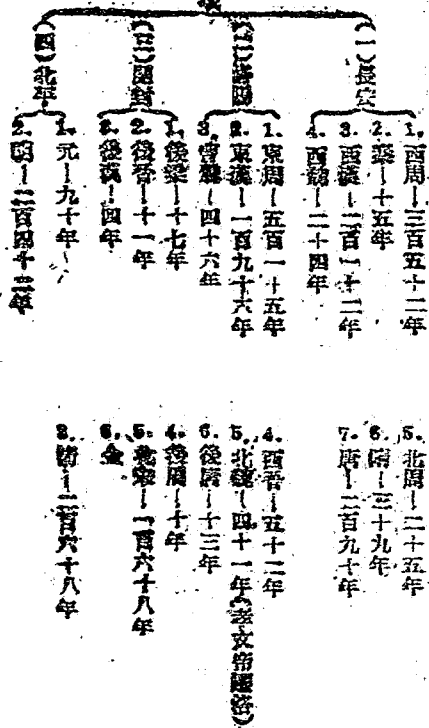 (一)長安
1.西周—三百五十二年
2.秦—十五年
3.西漢—二百一十二年
4.西魏—二十四年
5.北周—二十五年
6.隋—三十九年
7.唐—二百九十年
(二)洛陽
1.東周—五百一十五年
2.東漢—一百九十六年
3.曹魏—四十六年
4.西晉—五十二年
5.北魏—四十一年(孝文帝遷洛)
6.後唐—十三年
(三)開封
1.後梁—十七年
2.後晉—十一年
3.後漢—四年
4.後周—十年
5.北宋—一百六十八年
6.金
(四)北平
1.元—九十年
2.明—二百四十二年
3.清—二百六十八年